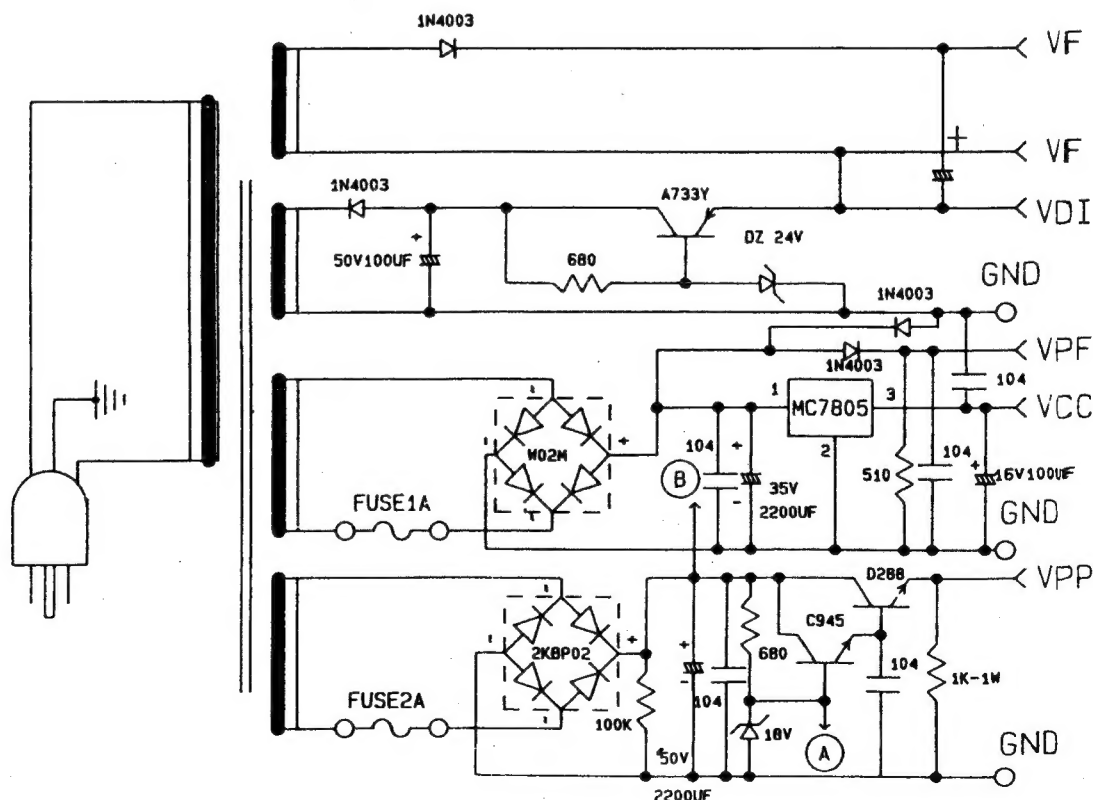 1N4003
VF
+
VF
1N4003
A733Y
VDI
+
50V100UF
680
DZ 24V
GND
1N4003
VPF
1N4003
104
1
MC7805
3
VCC
2
W02M
+
104
+
B
-
35V
2200UF
510
104
+
16V100UF
FUSE1A
GND
D288
VPP
C945
2KBP02
+
+
-
104
680
104
1K-1W
FUSE2A
100K
18V
A
50V
2200UF
GND